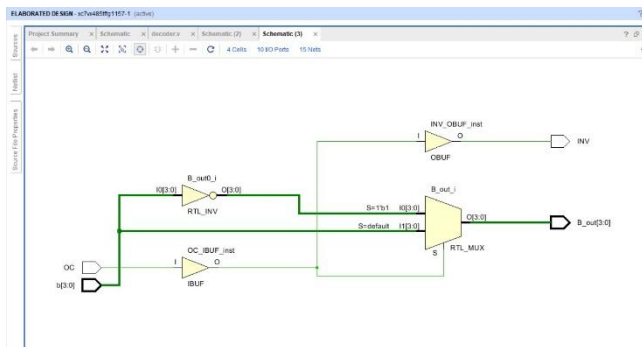 ELABORATED DESIGN - xc7vx485tffg1157-1 (active)
Project Summary
Schematic
decoder.v
Schematic (2)
Schematic (3)
4 Cells 10 I/O Ports 15 Nets
Sources
Netlist
Source File Properties
INV_OBUF_inst
I
O
INV
OBUF
B_out0_i
I0[3:0]
O[3:0]
RTL_INV
B_out_i
S=1'b1
I0[3:0]
O[3:0]
B_out[3:0]
S=default
I1[3:0]
S
RTL_MUX
OC_IBUF_inst
OC
I
O
IBUF
b[3:0]